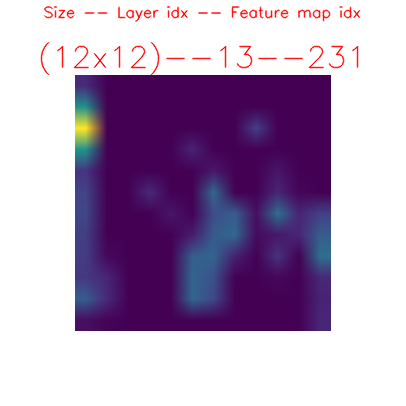 Size -- Layer idx -- Feature map idx
(12x12)--13--231